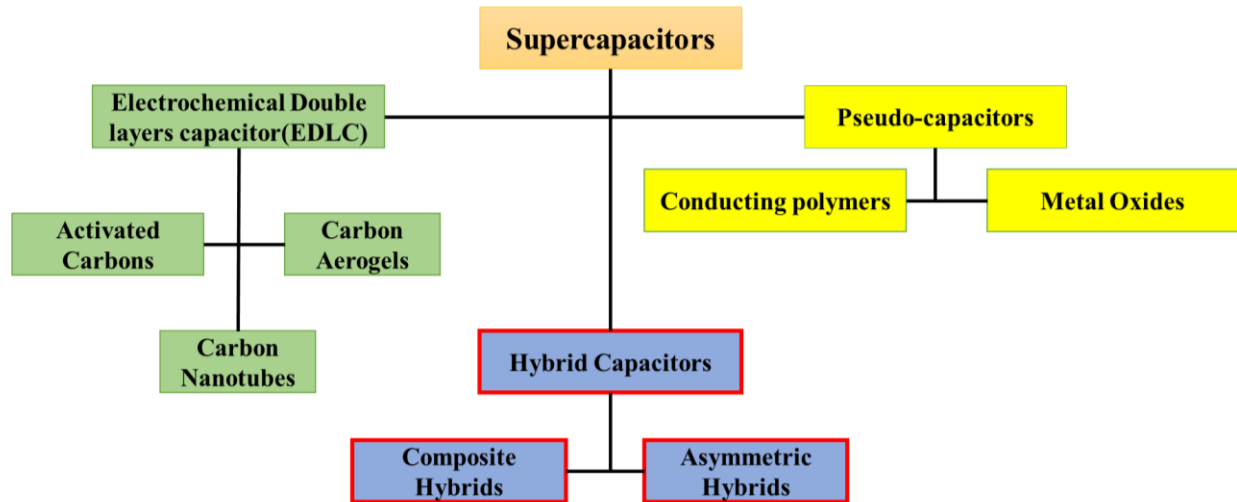 Supercapacitors
Electrochemical Double
layers capacitor(EDLC)
Pseudo-capacitors
Conducting polymers
Metal Oxides
Activated
Carbons
Carbon
Aerogels
Carbon
Nanotubes
Hybrid Capacitors
Composite
Hybrids
Asymmetric
Hybrids